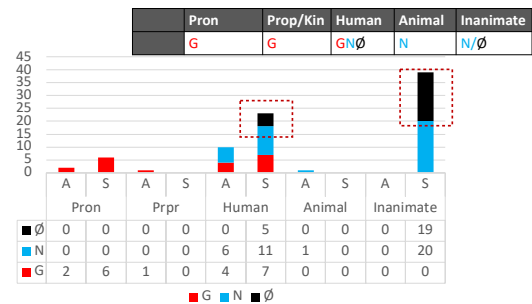 Pron Prop/Kin Human Animal Inanimate
G G GNØ N N/Ø
45
40
35
30
25
20
15
10
5
0
A S A S A S A S A S
Pron Prpr Human Animal Inanimate
Ø 0 0 0 0 0 5 0 0 0 19
N 0 0 0 0 6 11 1 0 0 20
G 2 6 1 0 4 7 0 0 0 0
G N Ø